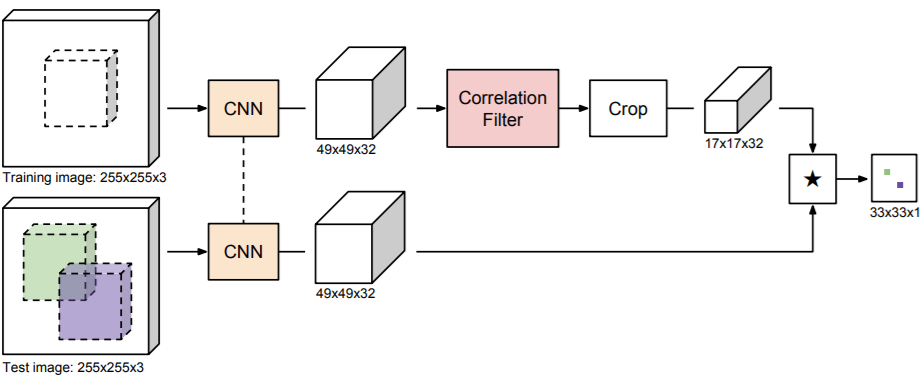 CNN
49x49x32
Correlation
Filter
Crop
17x17x32
Training image: 255x255x3
★
33x33x1
CNN
49x49x32
Test image: 255x255x3